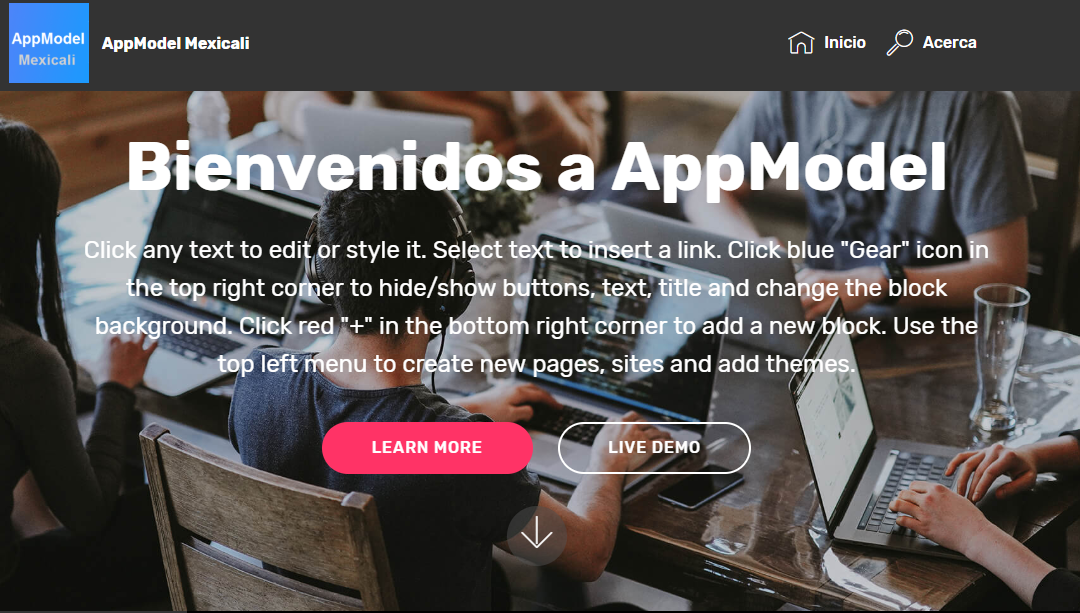 AppModel
Mexicali
AppModel Mexicali
Inicio
Acerca
Bienvenidos a AppModel
Click any text to edit or style it. Select text to insert a link. Click blue "Gear" icon in
the top right corner to hide/show buttons, text, title and change the block
background. Click red "+" in the bottom right corner to add a new block. Use the
top left menu to create new pages, sites and add themes.
LEARN MORE
LIVE DEMO